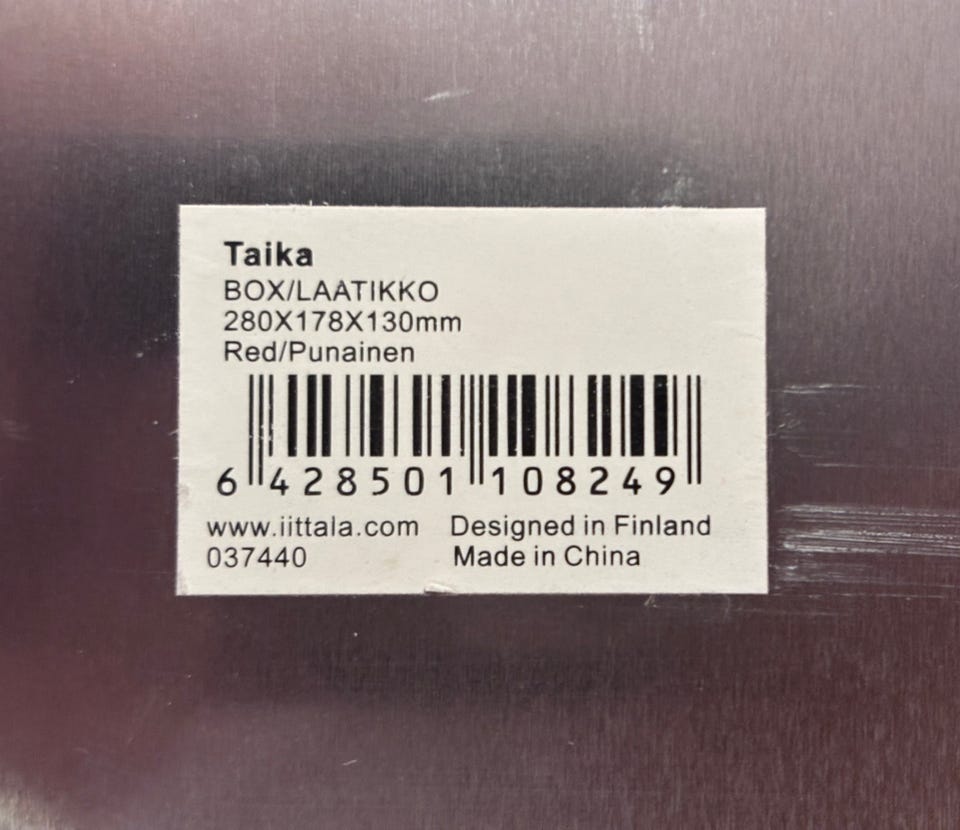 Taika
BOX/LAATIKKO
280X178X130mm
Red/Punainen
6 428501 108249
www.iittala.com Designed in Finland
037440 Made in China